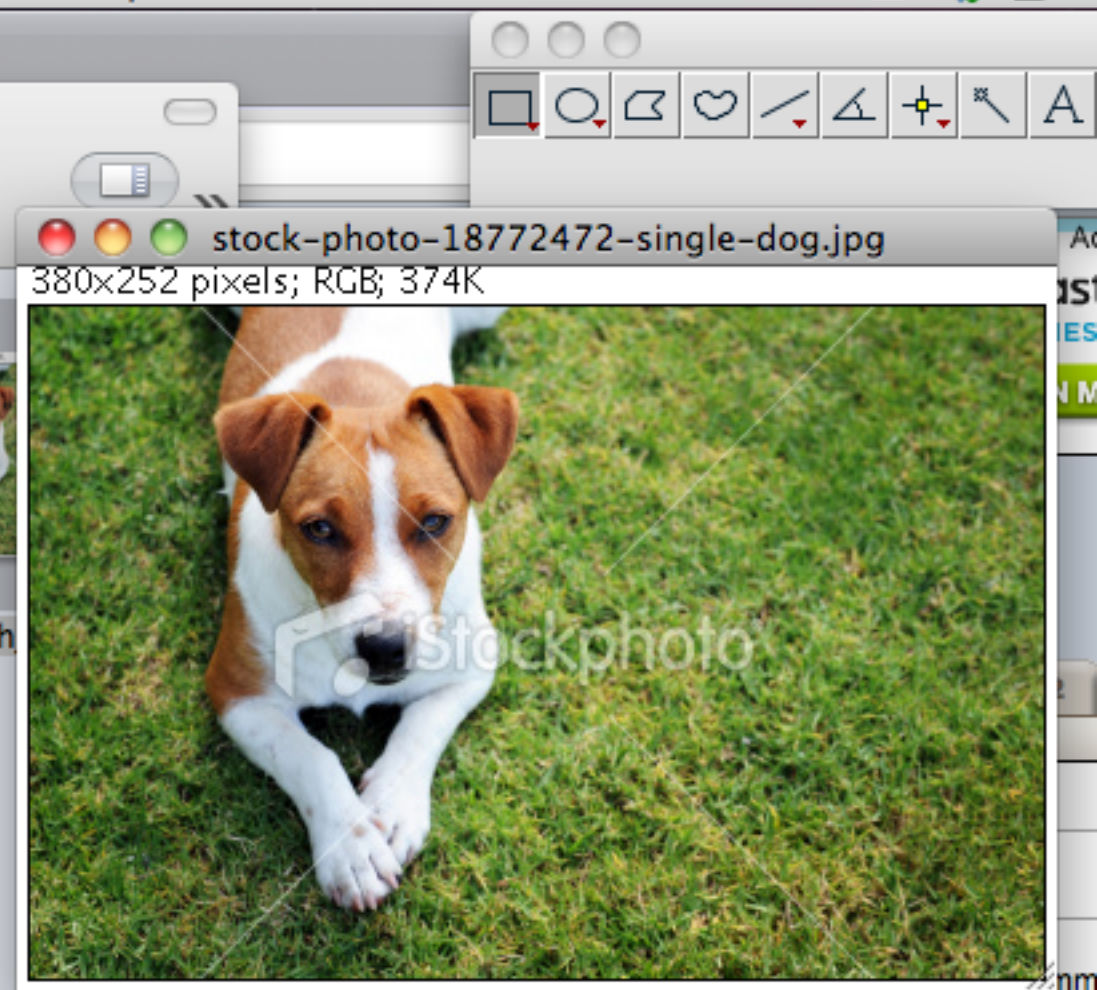 A
stock-photo-18772472-single-dog.jpg
380x252 pixels; RGB; 374K
iStockphoto